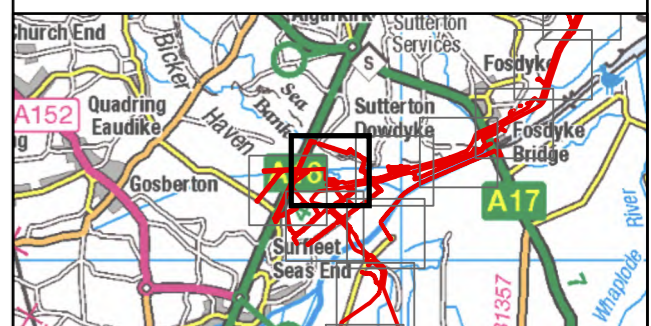 Algarkirk
Sutterton
Services
Church End
Bicker
Haven
S
Fosdyke
A152
Quadring
Eaudike
Sea
Bank
Sutterton
Dowdyke
Fosdyke
Bridge
Gosberton
A17
Surfleet
Seas End
River
Whaplode
7